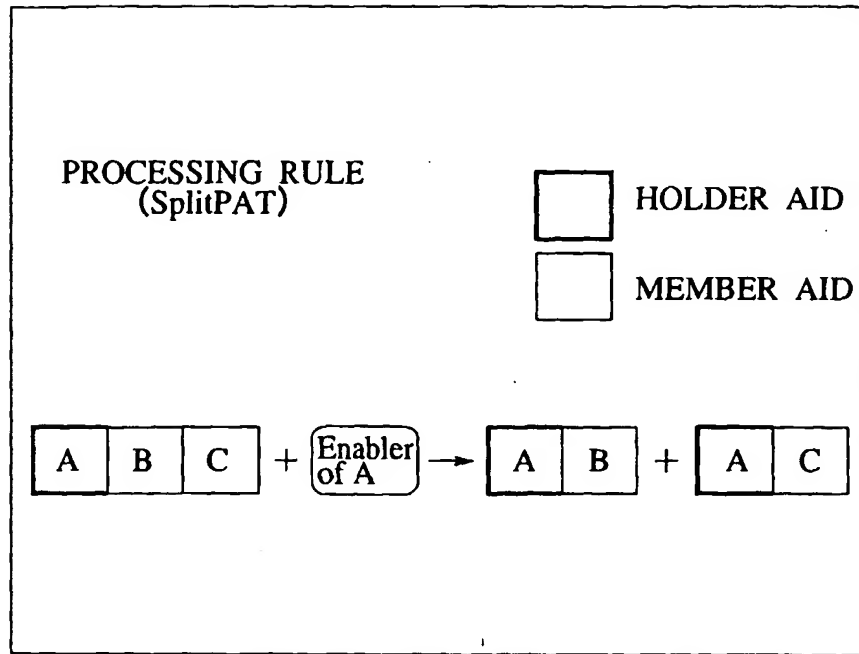 PROCESSING RULE
(SplitPAT)
HOLDER AID
MEMBER AID
A B C + Enabler of A → A B + A C